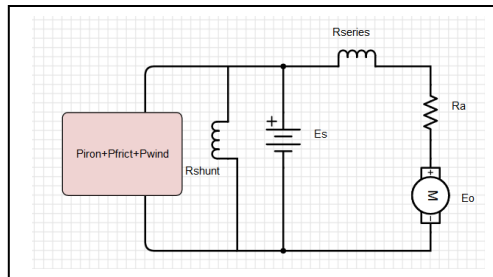 Rseries
Ra
+
Es
Piron+Pfrict+Pwind
Rshunt
+
M
-
Eo